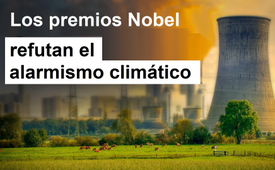 Los premios Nobel
refutan el
alarmismo climático